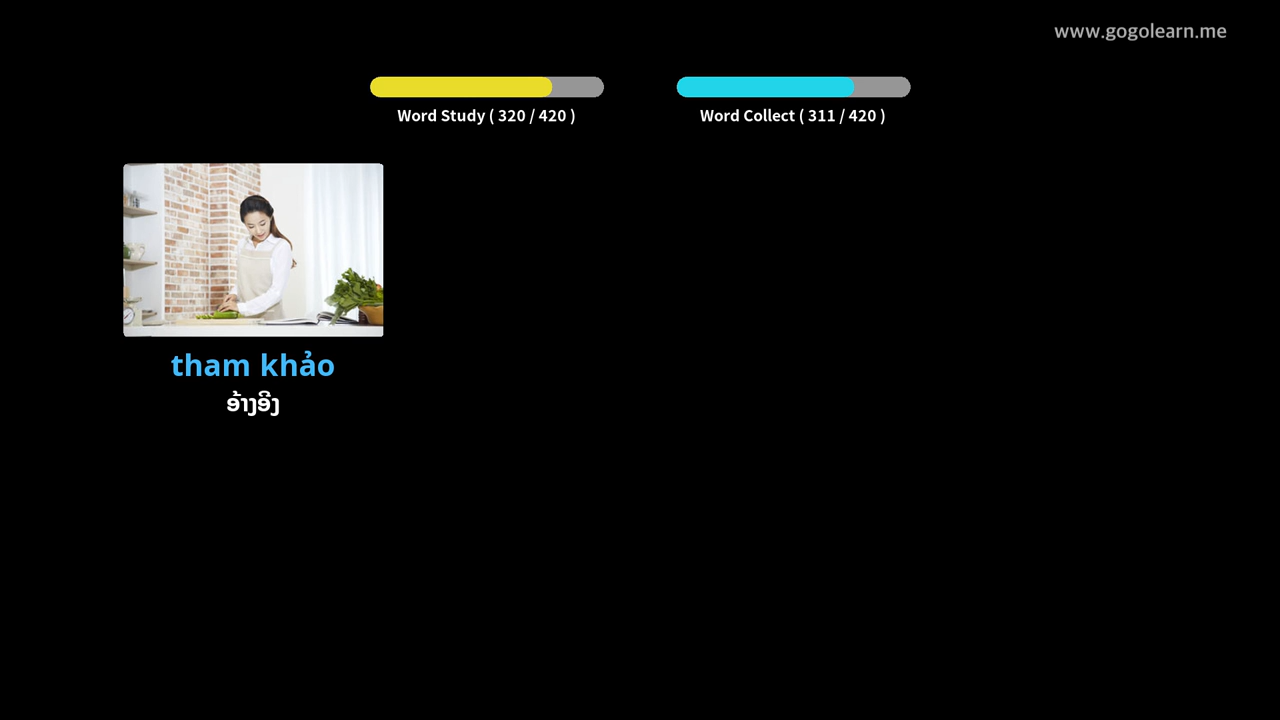 www.gogolearn.me
Word Study ( 320 / 420 )
Word Collect ( 311 / 420 )
tham khảo
ອ້າງອີງ